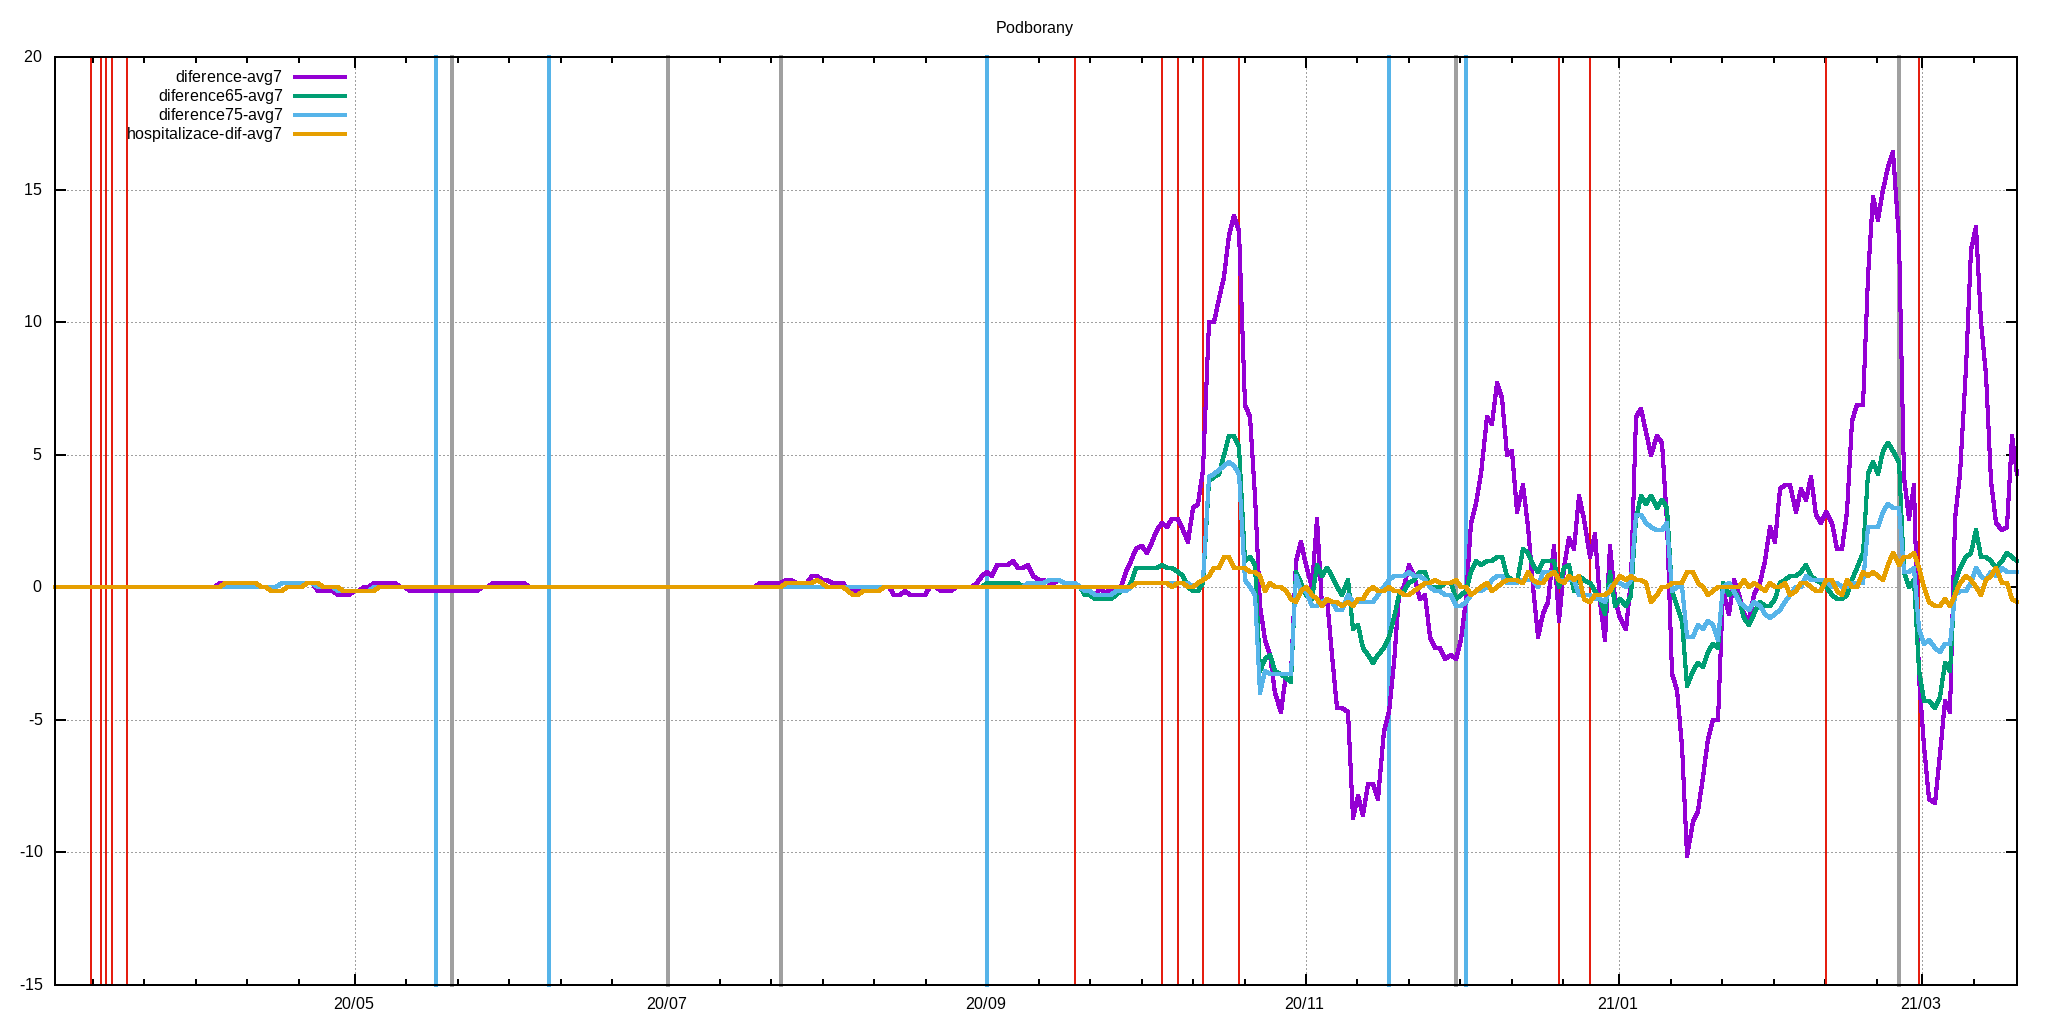 Podborany
20
15
10
5
0
-5
-10
-15
diference-avg7
diference65-avg7
diference75-avg7
hospitalizace-dif-avg7
20/05 20/07 20/09 20/11 21/01 21/03